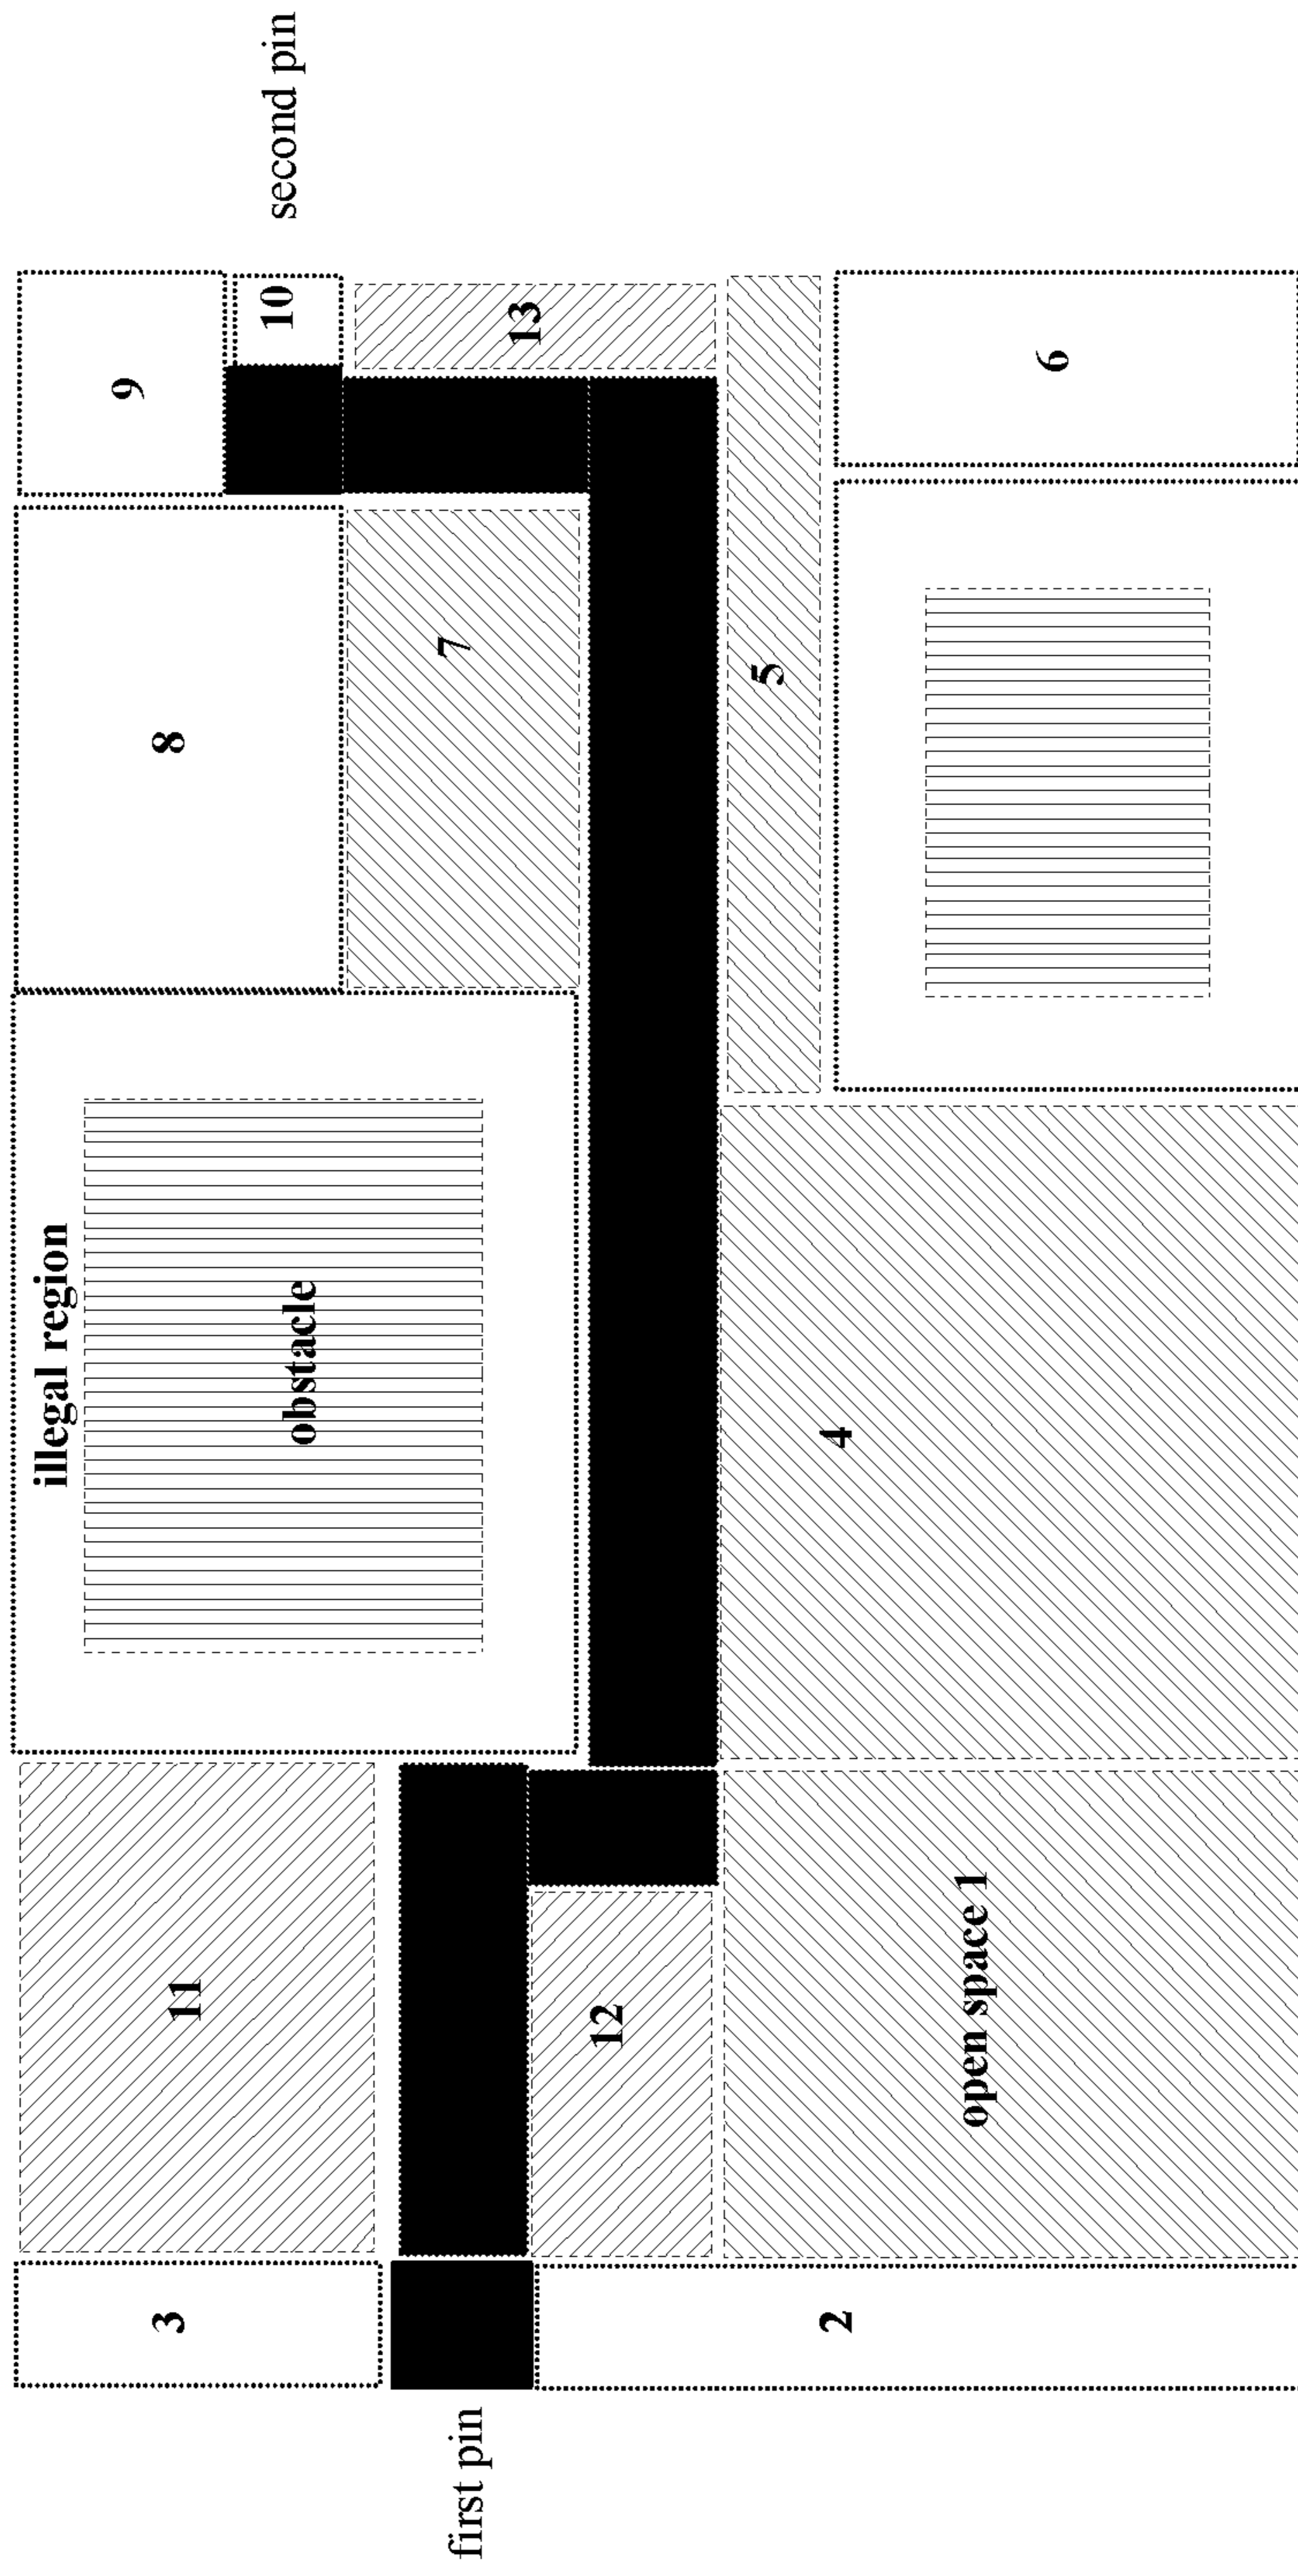 illegal region
9
3
11
8
obstacle
10
second pin
first pin
7
13
12
5
2
4
open space 1
6